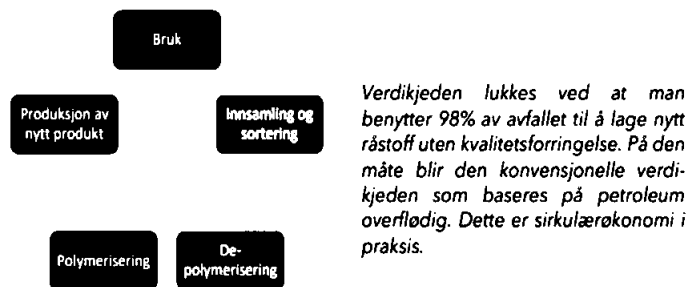 Bruk
Produksjon av
nytt produkt
Innsamling og
sortering
Polymerisering
De-
polymerisering
Verdikjeden lukkes ved at man
benytter 98% av avfallet til å lage nytt
råstoff uten kvalitetsforringelse. På den
måte blir den konvensjonelle verdi-
kjeden som baseres på petroleum
overflødig. Dette er sirkulærøkonomi i
praksis.